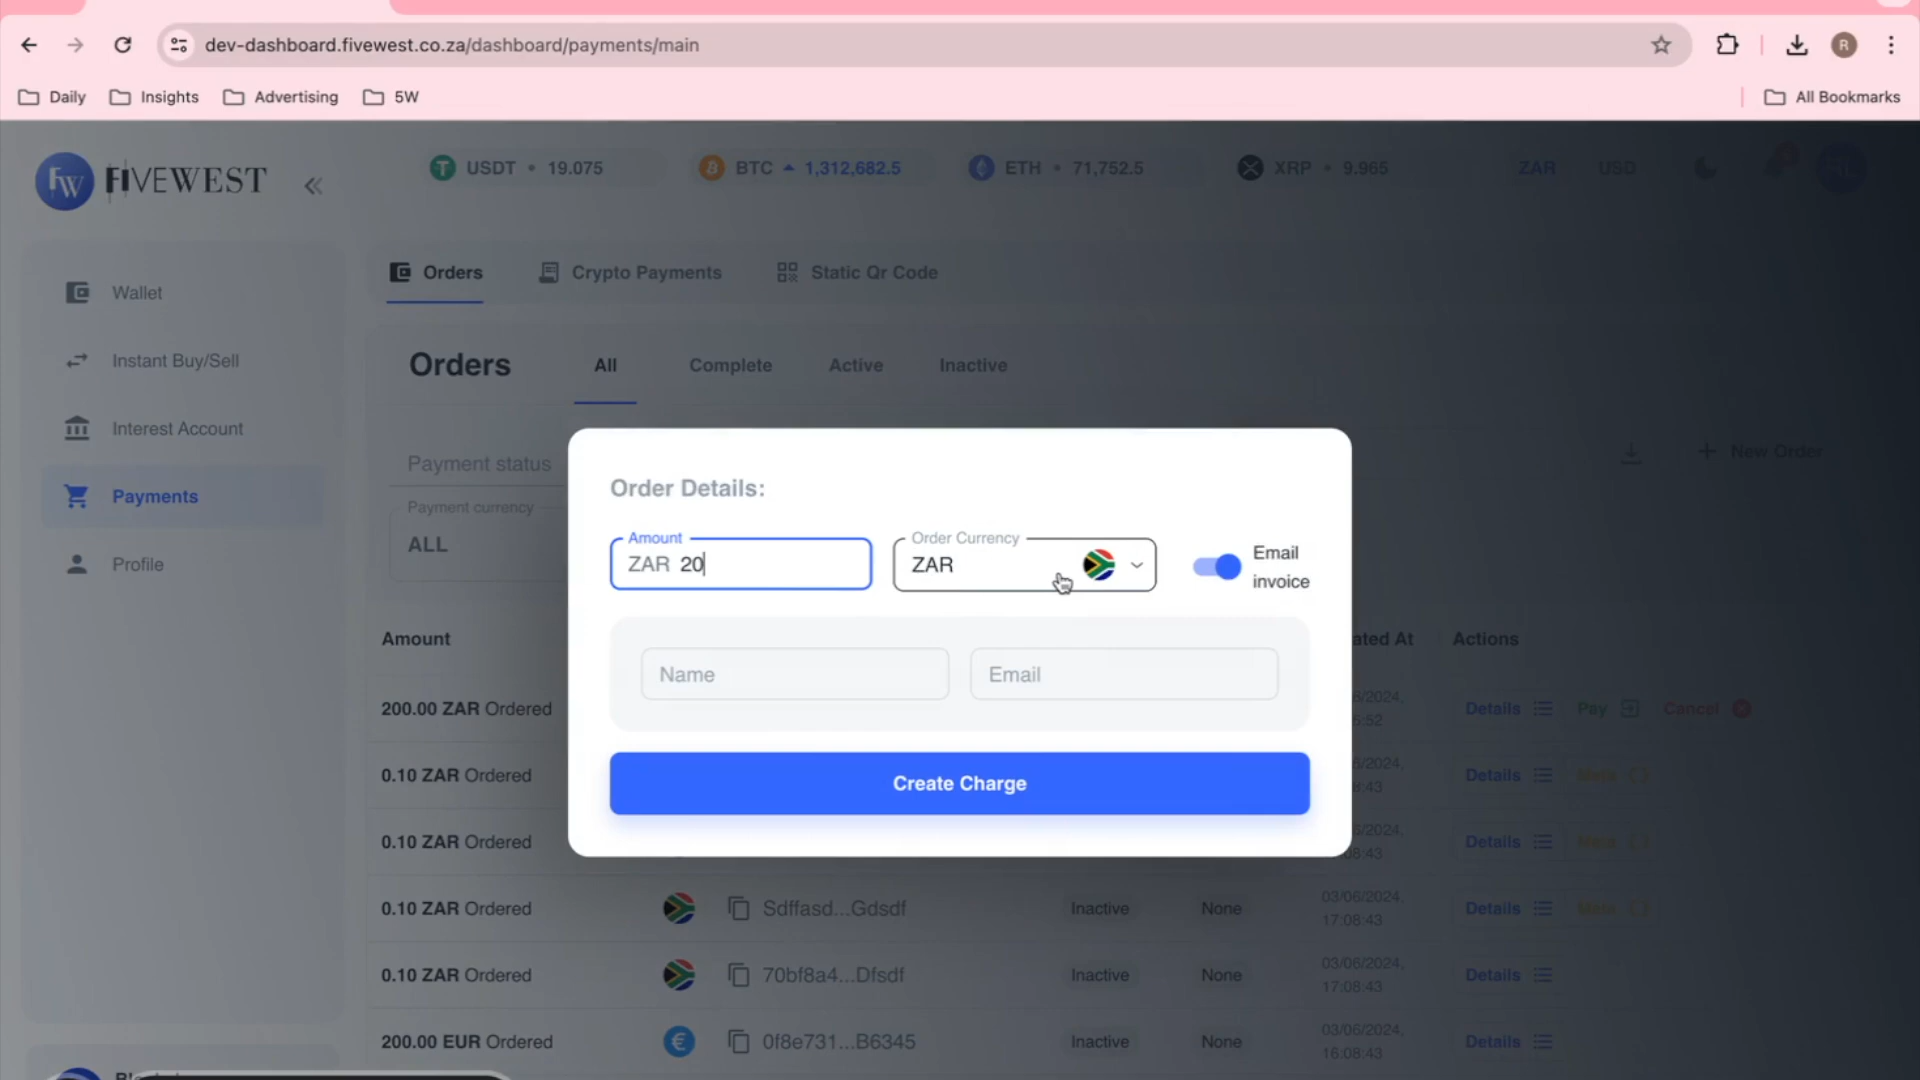 dev-dashboard.fivewest.co.za/dashboard/payments/main
R
Daily
Insights
Advertising
5W
All Bookmarks
FW FIVEWEST
USDT • 19.075
BTC 1,312,682.5
ETH • 71,752.5
XRP • 9.965
ZAR
USD
Wallet
Instant Buy/Sell
Interest Account
Payments
Profile
Orders
Crypto Payments
Static Qr Code
Orders
All
Complete
Active
Inactive
Payment status
New Order
Payment currency
ALL
Order Details:
Amount
ZAR 20
Order Currency
ZAR
Email
invoice
Name
Email
Create Charge
Amount
ated At
Actions
200.00 ZAR Ordered
Details
Pay
Cancel
0.10 ZAR Ordered
Details
Meta
0.10 ZAR Ordered
Details
Meta
0.10 ZAR Ordered
Sdffasd...Gdsdf
Inactive
None
03/06/2024,
17:08:43
Details
Meta
0.10 ZAR Ordered
70bf8a4...Dfsdf
Inactive
None
03/06/2024,
17:08:43
Details
200.00 EUR Ordered
0f8e731...B6345
Inactive
None
03/06/2024,
16:08:43
Details